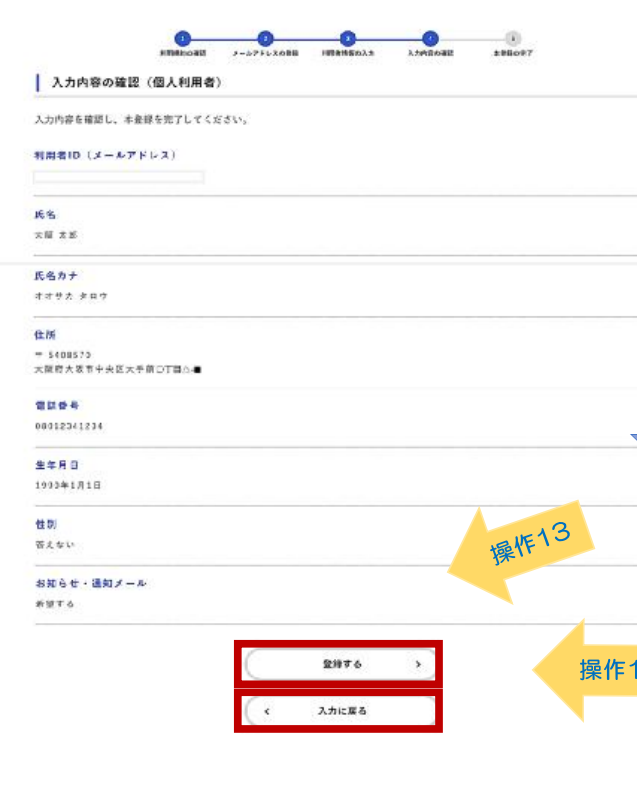 1 2 3 4 5
利用規約の確認 メールアドレスの登録 利用者情報の入力 入力内容の確認 本登録の完了
入力内容の確認(個人利用者)
入力内容を確認し、本登録を完了してください。
利用者ID(メールアドレス)
氏名
大阪 太郎
氏名カナ
オオサカ タロウ
住所
〒 5408570
大阪府大阪市中央区大手前〇丁目△-■
電話番号
08012341234
生年月日
1990年1月1日
性別
答えない
お知らせ・通知メール
希望する
操作13
登録する >
操作1
< 入力に戻る